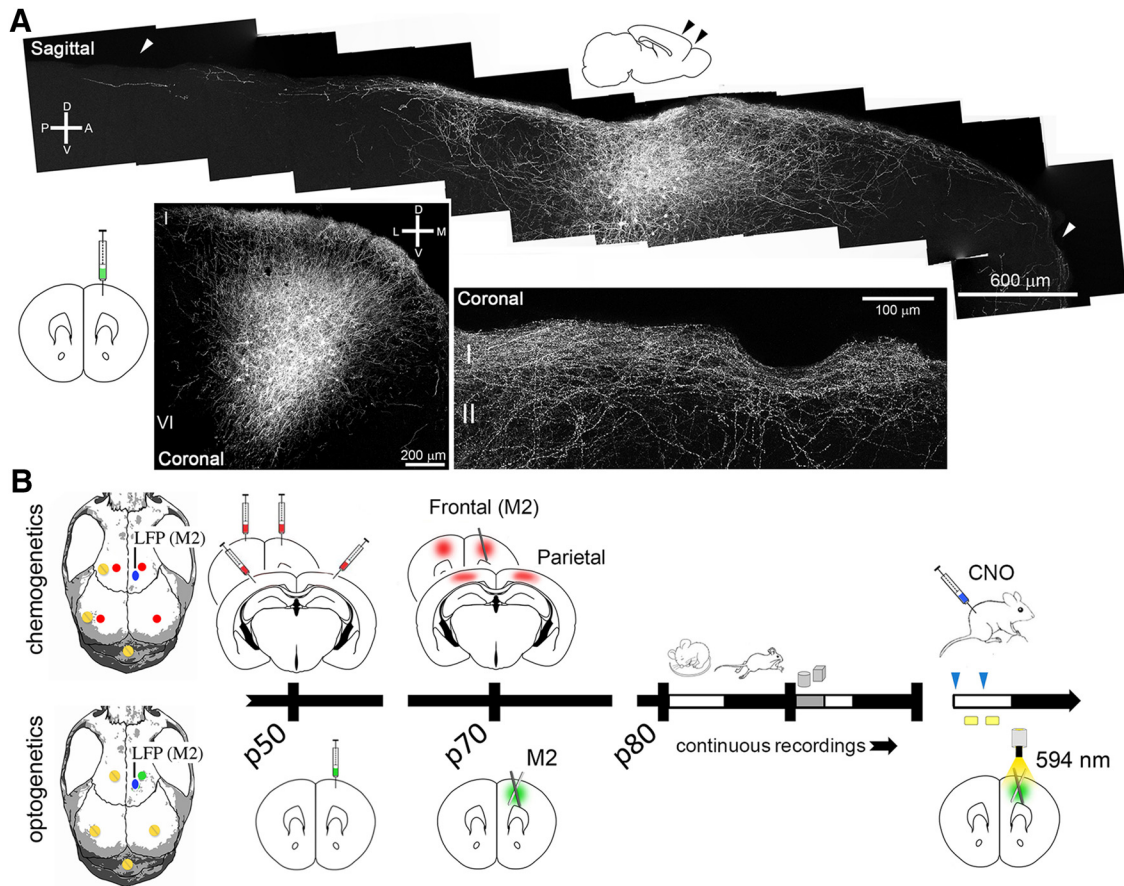 A
Sagittal
D
P A
V
600 μm
I
D
L M
V
VI
Coronal
200 μm
Coronal
100 μm
I
II
B
chemogenetics
LFP (M2)
Frontal (M2)
Parietal
CNO
p50
p70
p80
continuous recordings
optogenetics
LFP (M2)
M2
594 nm